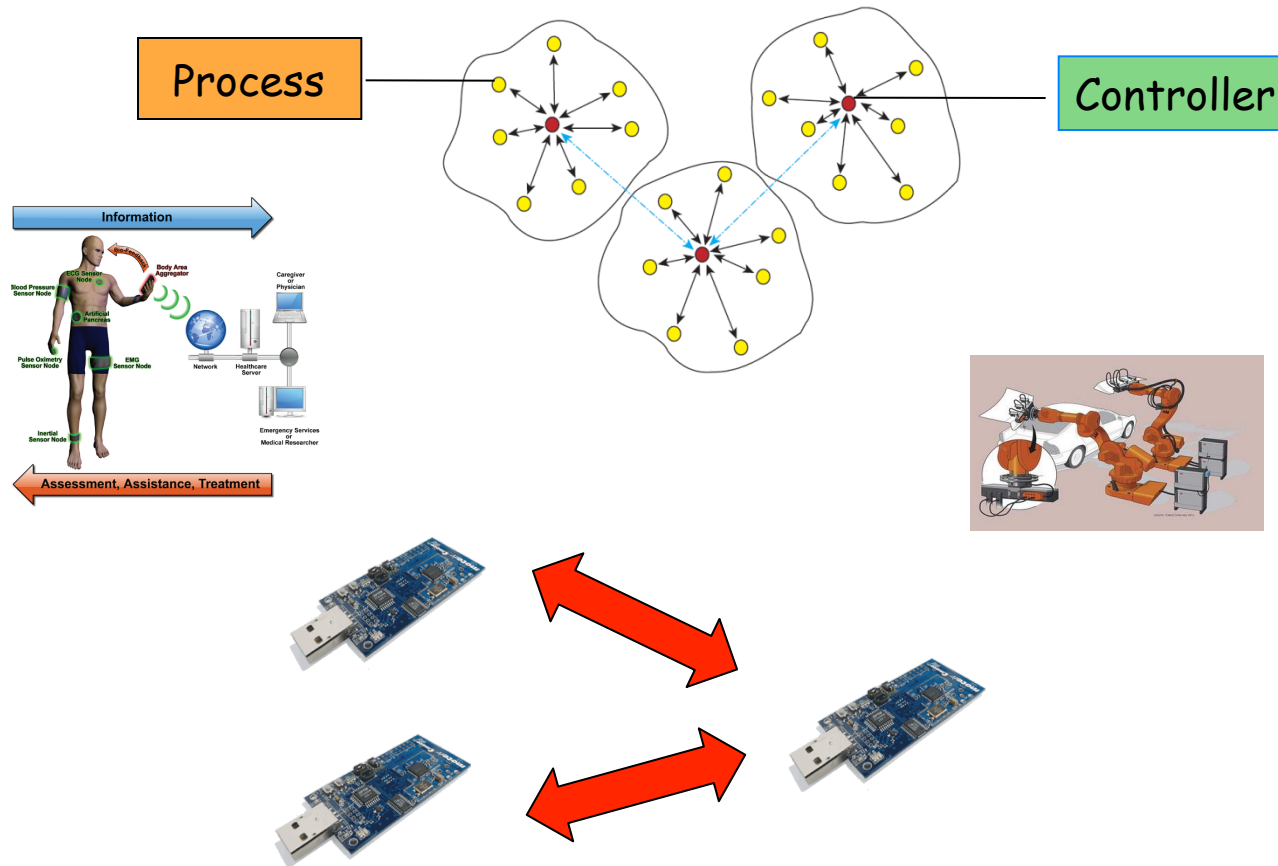 Process
Controller
Information
Bio-Feedback
Body Area
Aggregator
ECG Sensor
Node
Blood Pressure
Sensor Node
Artificial
Pancreas
Pulse Oximetry
Sensor Node
EMG
Sensor Node
Inertial
Sensor Node
Caregiver
or
Physician
Network
Healthcare
Server
Emergency Services
or
Medical Researcher
Assessment, Assistance, Treatment